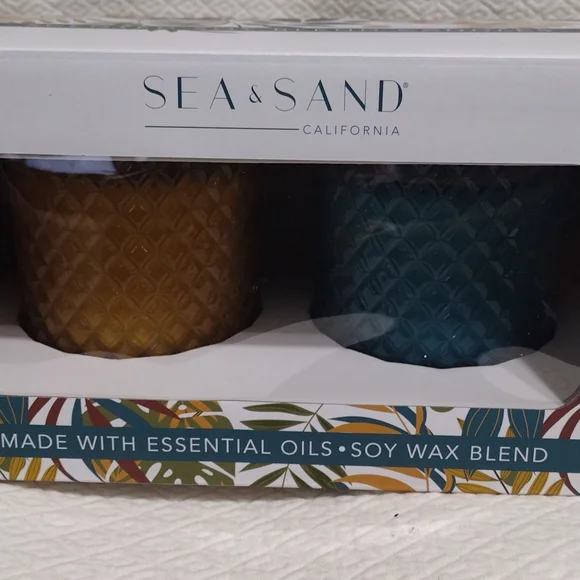 SEA & SAND®
CALIFORNIA
MADE WITH ESSENTIAL OILS • SOY WAX BLEND